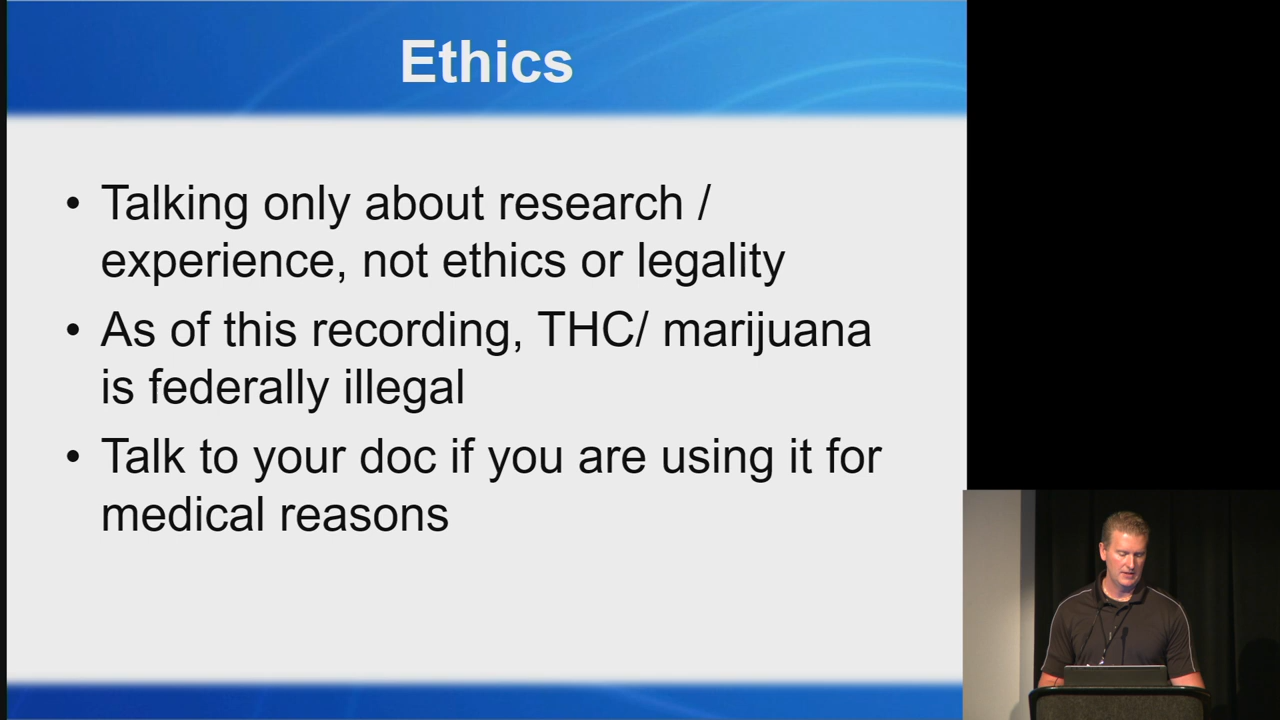 Ethics
• Talking only about research /
experience, not ethics or legality
• As of this recording, THC/ marijuana
is federally illegal
• Talk to your doc if you are using it for
medical reasons